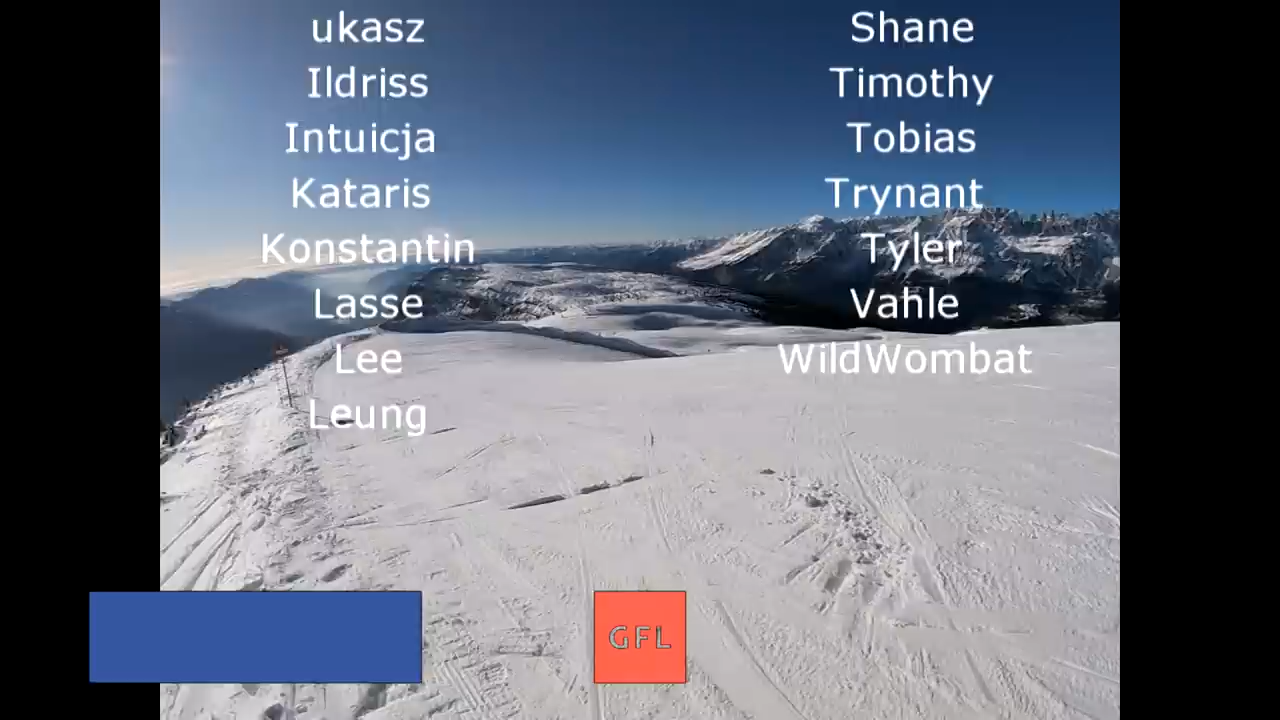 ukasz
Ildriss
Intuicja
Kataris
Konstantin
Lasse
Lee
Leung
Shane
Timothy
Tobias
Trynant
Tyler
Vahle
WildWombat
GFL